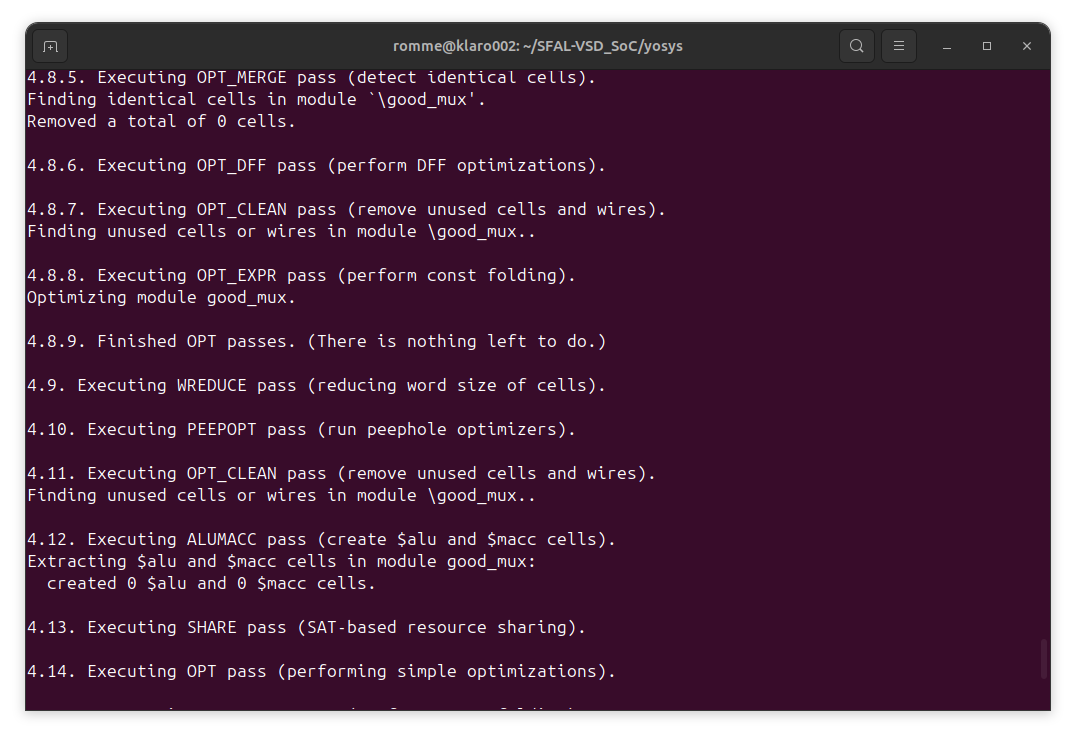 romme@klaro002: ~/SFAL-VSD_SoC/yosys
4.8.5. Executing OPT_MERGE pass (detect identical cells).
Finding identical cells in module `\good_mux'.
Removed a total of 0 cells.
4.8.6. Executing OPT_DFF pass (perform DFF optimizations).
4.8.7. Executing OPT_CLEAN pass (remove unused cells and wires).
Finding unused cells or wires in module \good_mux..
4.8.8. Executing OPT_EXPR pass (perform const folding).
Optimizing module good_mux.
4.8.9. Finished OPT passes. (There is nothing left to do.)
4.9. Executing WREDUCE pass (reducing word size of cells).
4.10. Executing PEEPOPT pass (run peephole optimizers).
4.11. Executing OPT_CLEAN pass (remove unused cells and wires).
Finding unused cells or wires in module \good_mux..
4.12. Executing ALUMACC pass (create $alu and $macc cells).
Extracting $alu and $macc cells in module good_mux:
  created 0 $alu and 0 $macc cells.
4.13. Executing SHARE pass (SAT-based resource sharing).
4.14. Executing OPT pass (performing simple optimizations).